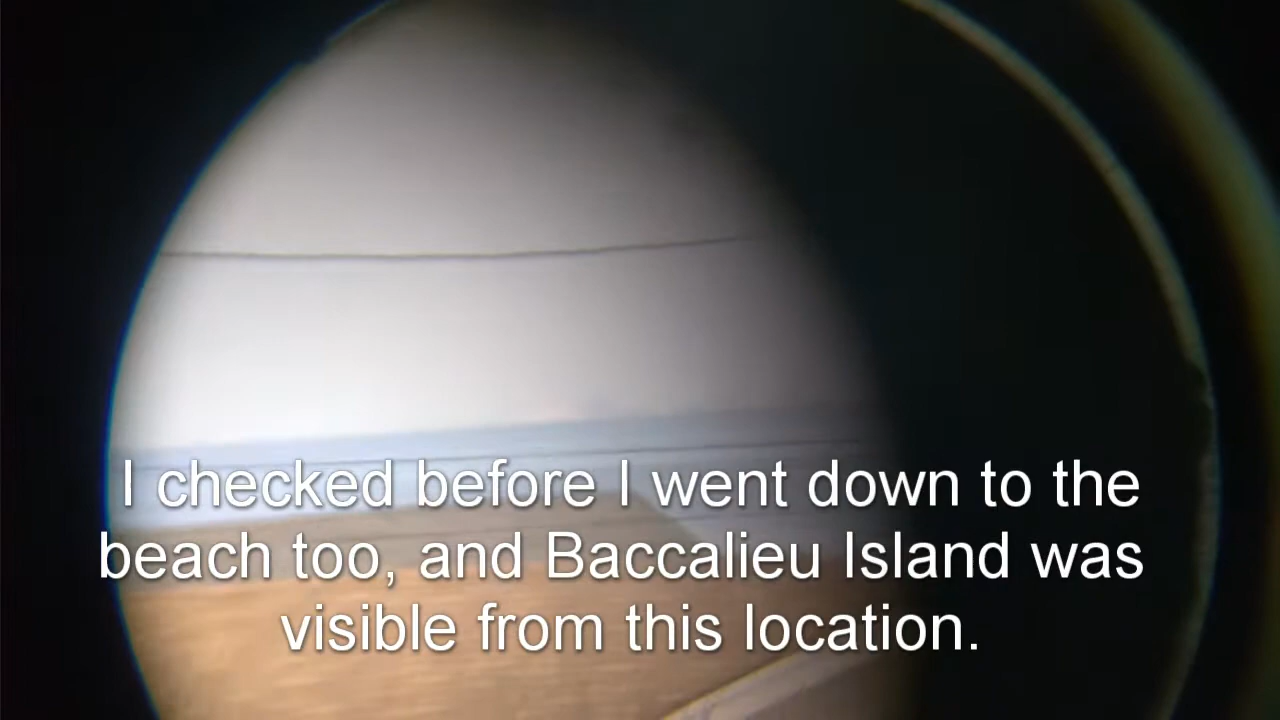 I checked before I went down to the
beach too, and Baccalieu Island was
visible from this location.